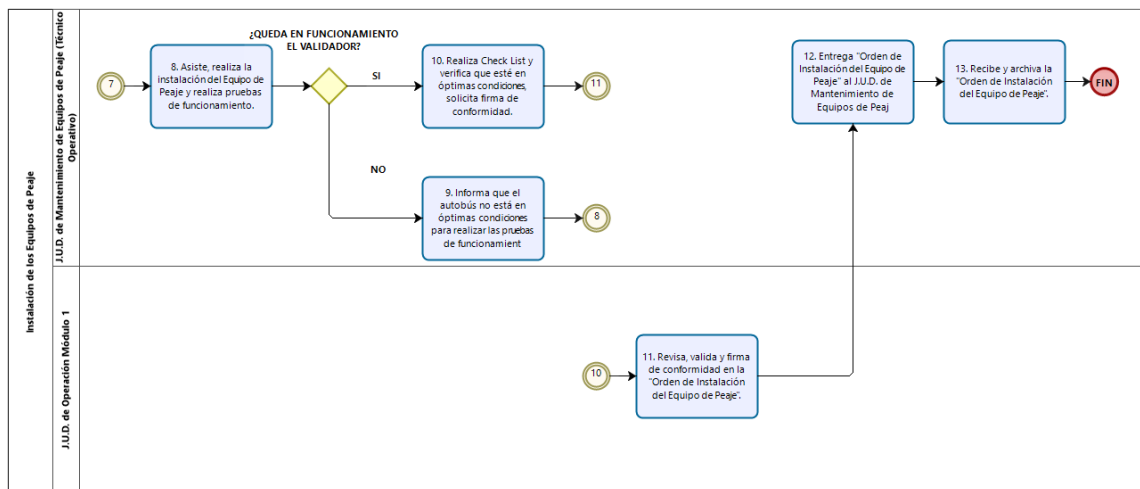 Instalación de los Equipos de Peaje
J.U.D. de Mantenimiento de Equipos de Peaje (Técnico
Operativo)
7
8. Asiste, realiza la
instalación del Equipo de
Peaje y realiza pruebas
de funcionamiento.
¿QUEDA EN FUNCIONAMIENTO
EL VALIDADOR?
SI
10. Realiza Check List y
verifica que esté en
óptimas condiciones,
solicita firma de
conformidad.
11
NO
9. Informa que el
autobús no está en
óptimas condiciones
para realizar las pruebas
de funcionamient
8
12. Entrega "Orden de
Instalación del Equipo de
Peaje" al J.U.D. de
Mantenimiento de
Equipos de Peaj
13. Recibe y archiva la
"Orden de Instalación
del Equipo de Peaje".
FIN
J.U.D. de Operación Módulo 1
10
11. Revisa, valida y firma
de conformidad en la
"Orden de Instalación
del Equipo de Peaje".